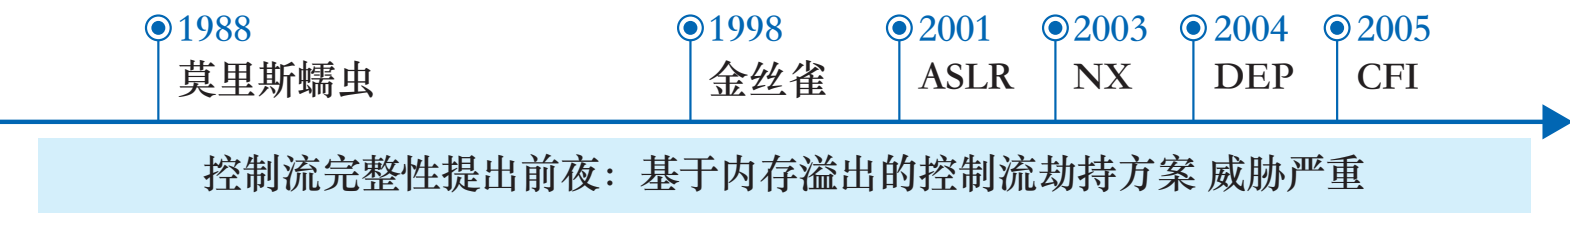 1988
莫里斯蠕虫
1998
金丝雀
2001
ASLR
2003
NX
2004
DEP
2005
CFI
控制流完整性提出前夜：基于内存溢出的控制流劫持方案 威胁严重